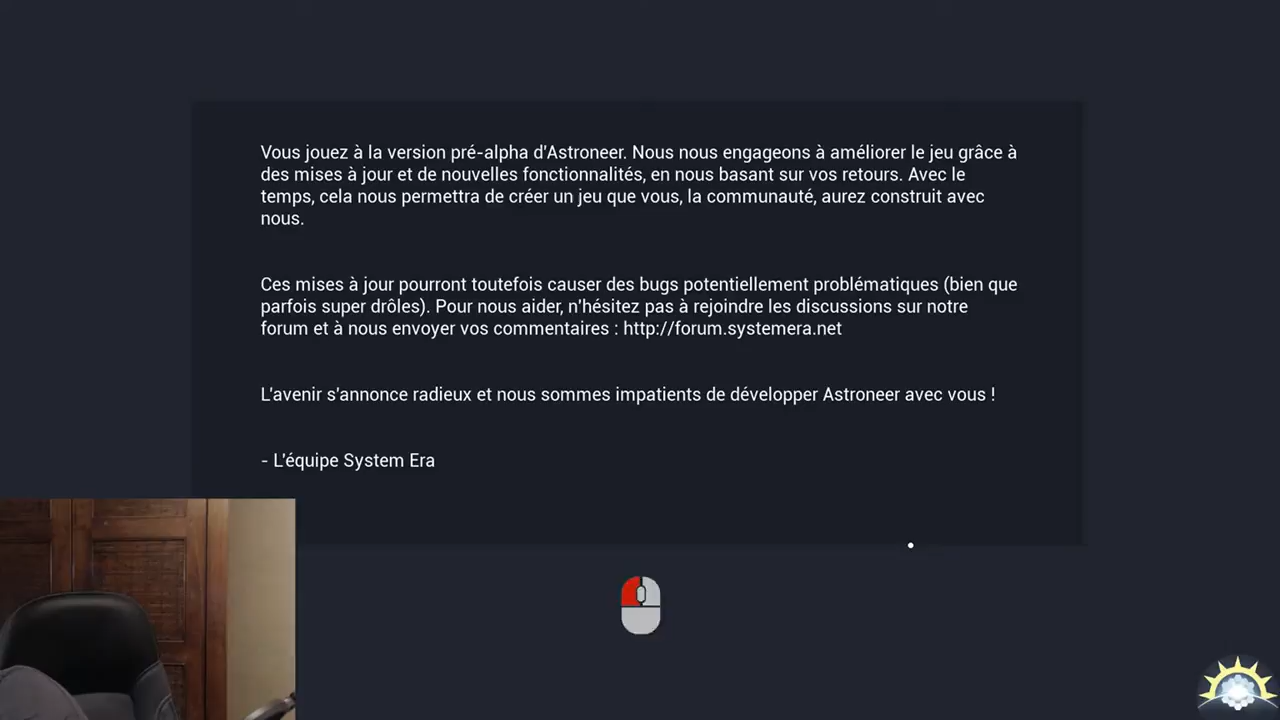 Vous jouez à la version pré-alpha d'Astroneer. Nous nous engageons à améliorer le jeu grâce à
des mises à jour et de nouvelles fonctionnalités, en nous basant sur vos retours. Avec le
temps, cela nous permettra de créer un jeu que vous, la communauté, aurez construit avec
nous.
Ces mises à jour pourront toutefois causer des bugs potentiellement problématiques (bien que
parfois super drôles). Pour nous aider, n'hésitez pas à rejoindre les discussions sur notre
forum et à nous envoyer vos commentaires : http://forum.systemera.net
L'avenir s'annonce radieux et nous sommes impatients de développer Astroneer avec vous !
- L'équipe System Era